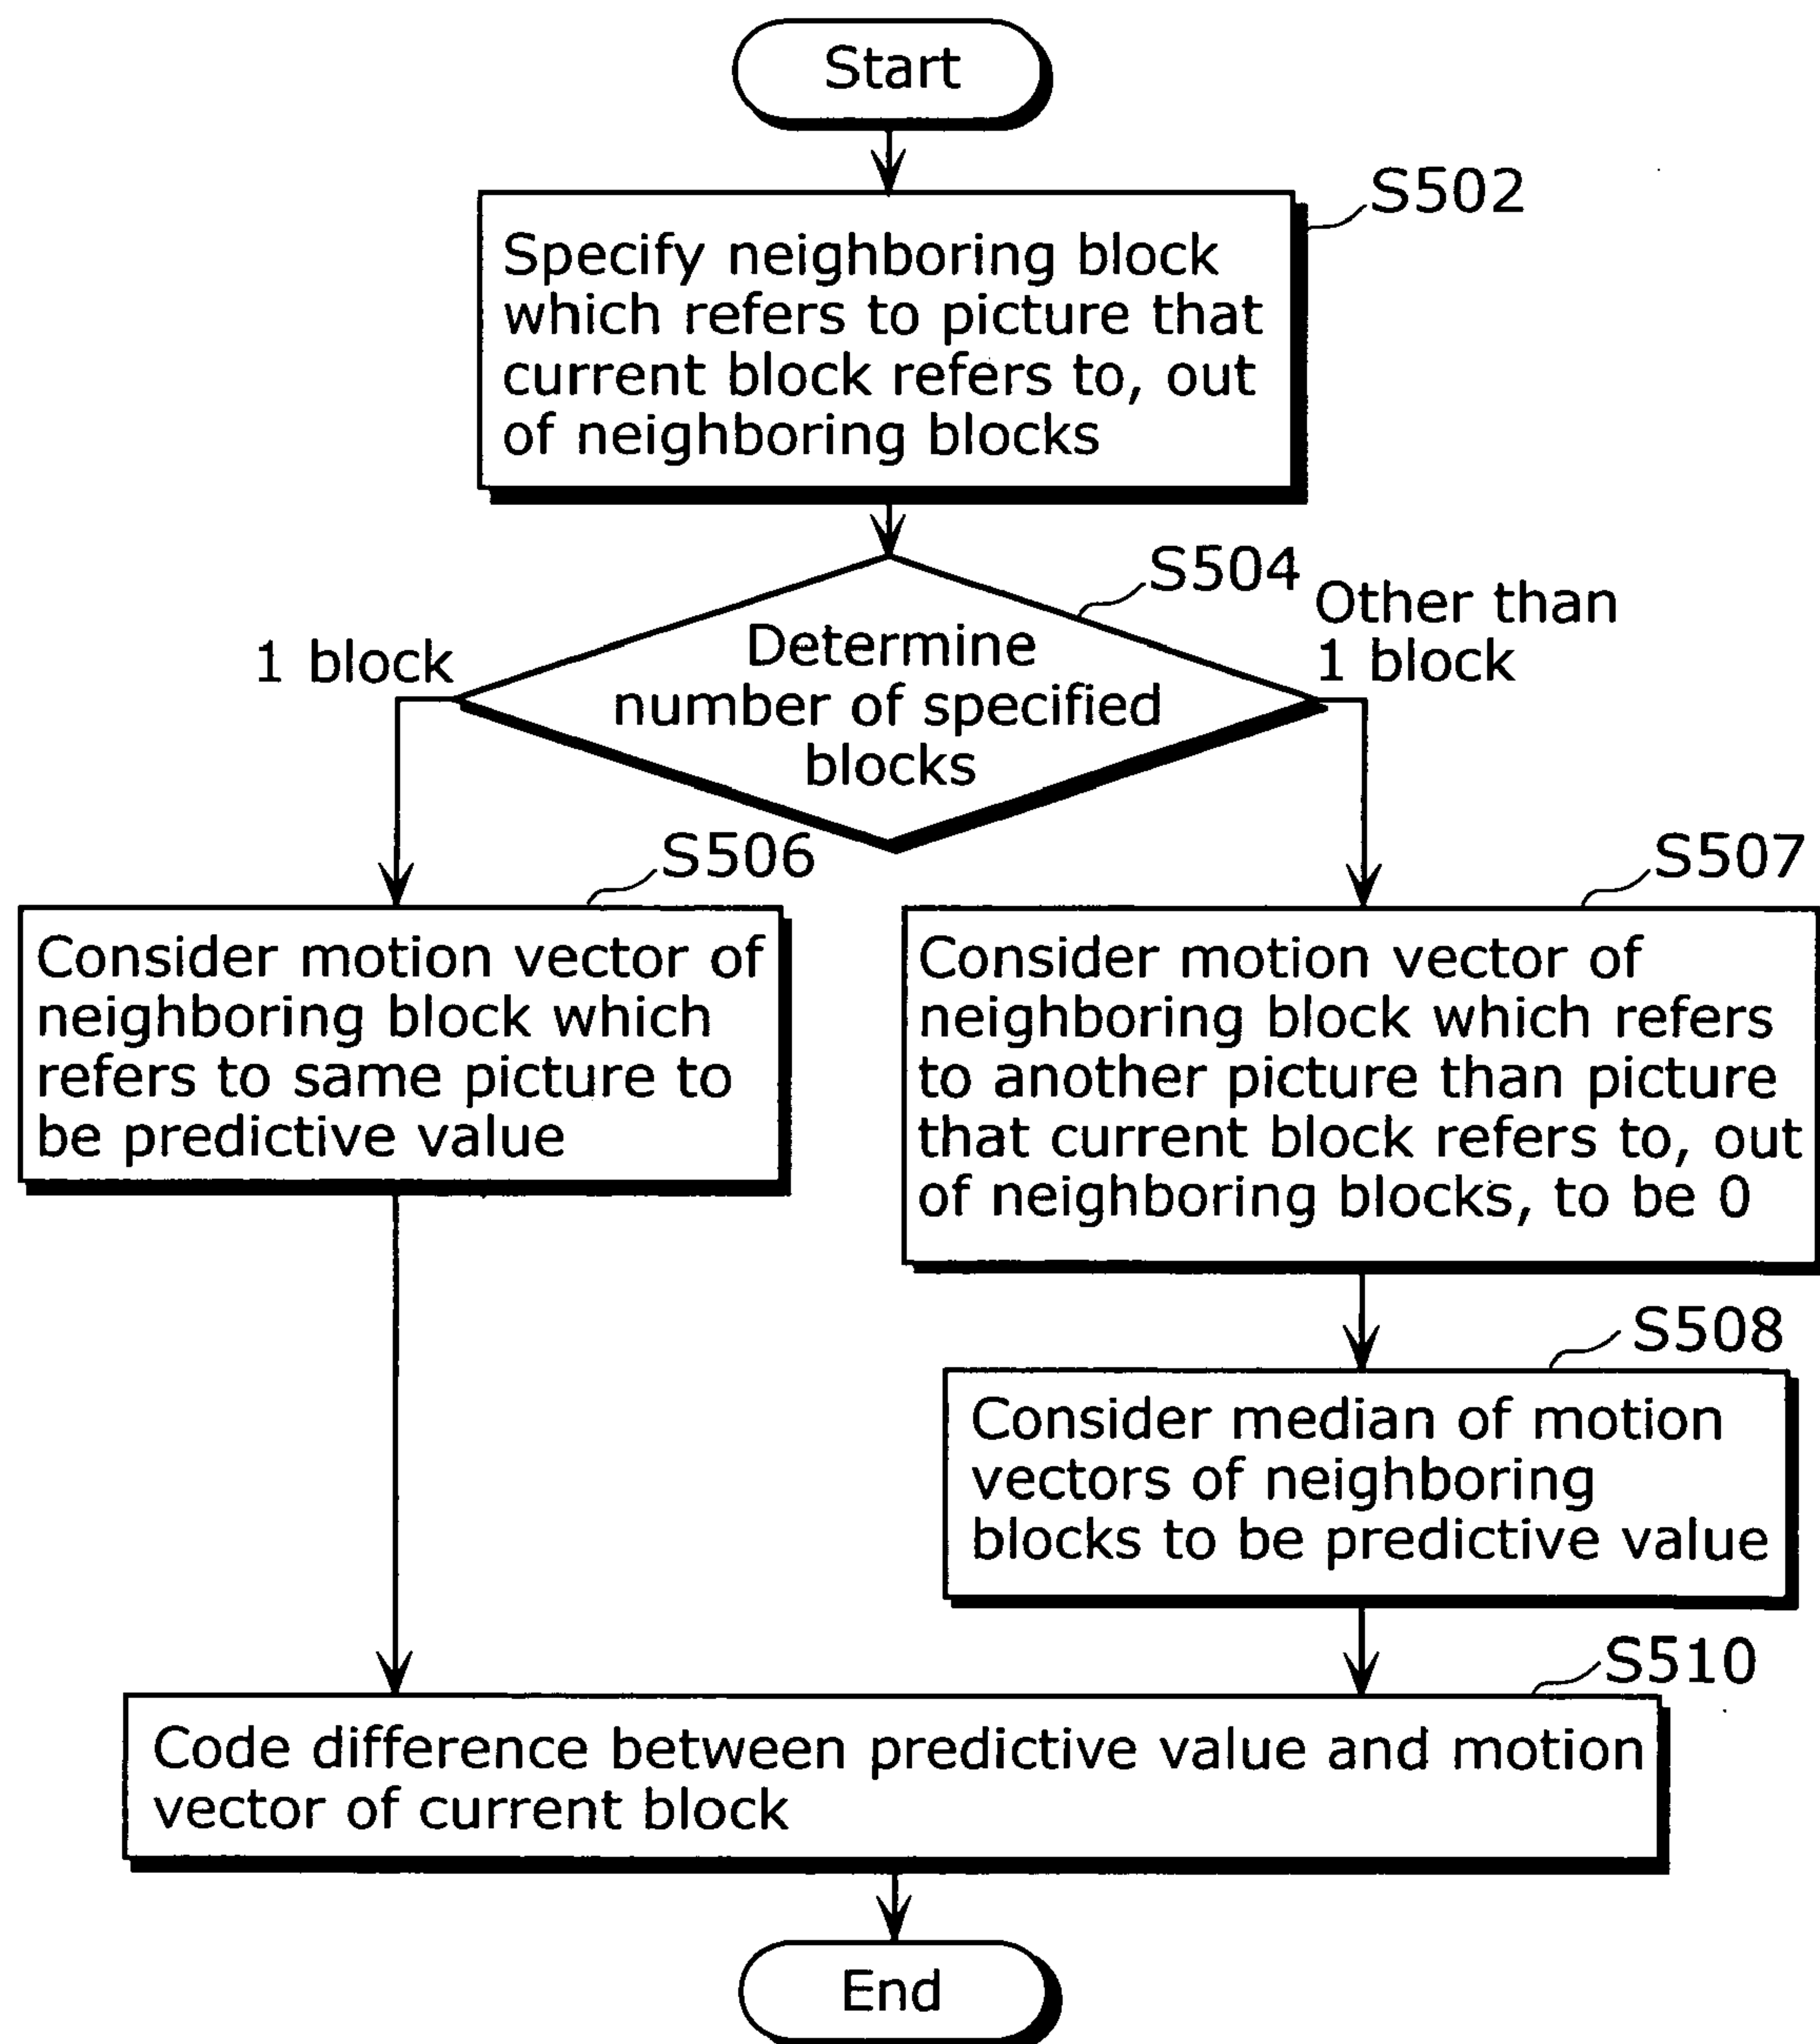 Start
S502
Specify neighboring block
which refers to picture that
current block refers to, out
of neighboring blocks
S504
Other than
1 block
1 block
Determine
number of specified
blocks
S506
Consider motion vector of
neighboring block which
refers to same picture to
be predictive value
S507
Consider motion vector of
neighboring block which refers
to another picture than picture
that current block refers to, out
of neighboring blocks, to be 0
S508
Consider median of motion
vectors of neighboring
blocks to be predictive value
S510
Code difference between predictive value and motion
vector of current block
End